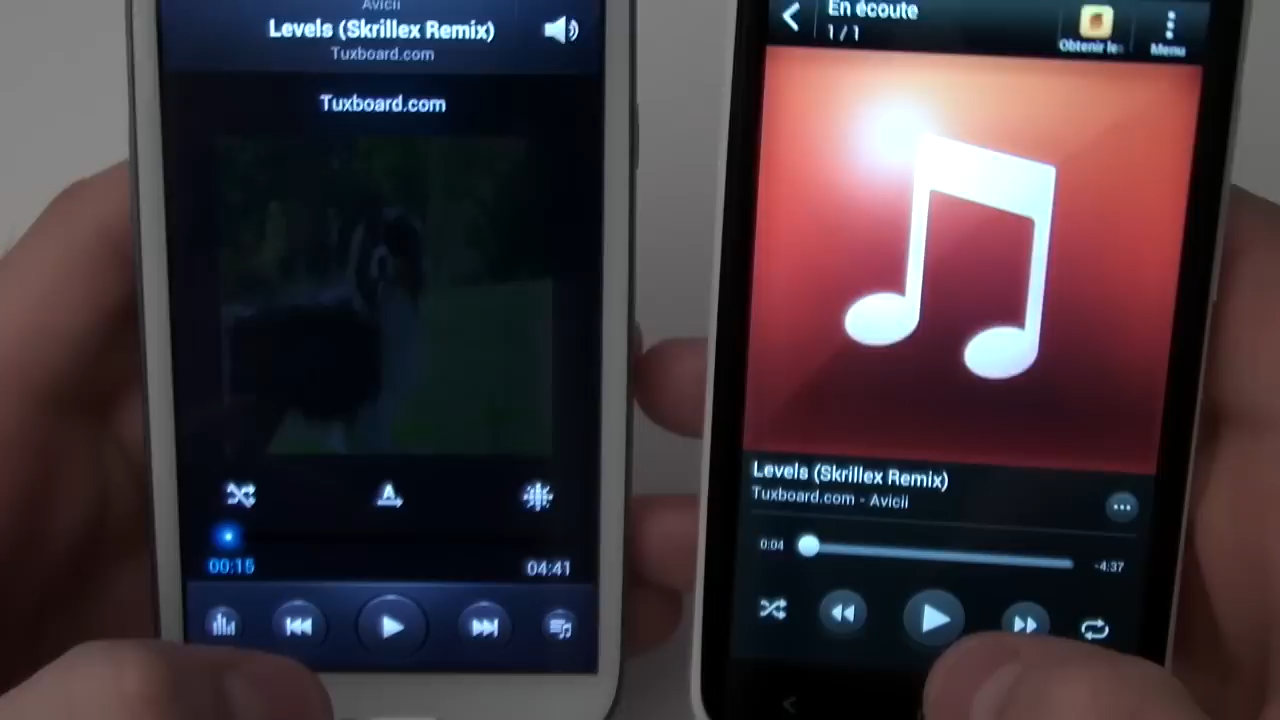 Avicii
Levels (Skrillex Remix)
Tuxboard.com
Tuxboard.com
A
00:15
04:41
En écoute
1/1
Obtenir le
Menu
Levels (Skrillex Remix)
Tuxboard.com - Avicii
0:04
-4:37